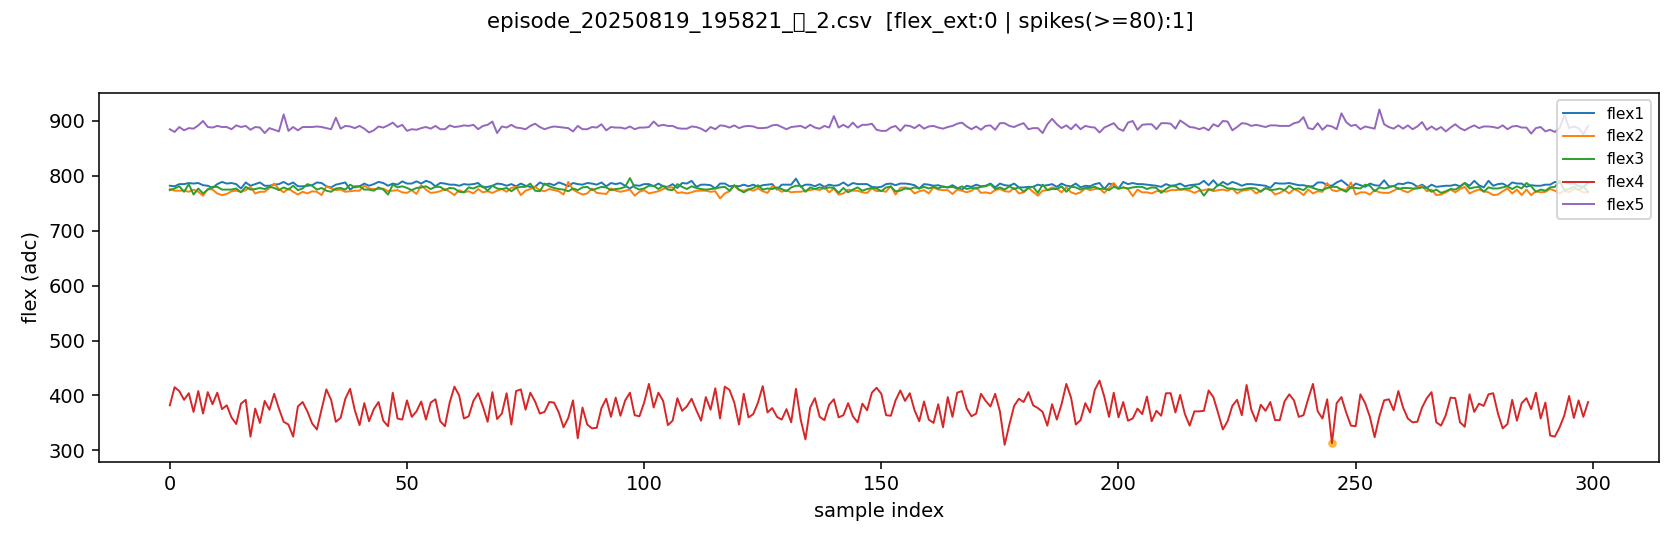 episode_20250819_195821_▯_2.csv  [flex_ext:0 | spikes(>=80):1]
900
800
700
600
500
400
300
flex (adc)
0 50 100 150 200 250 300
sample index
flex1
flex2
flex3
flex4
flex5